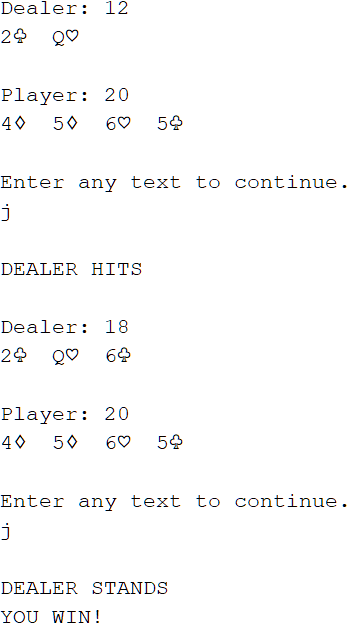 Dealer: 12
2♧  Q♡
Player: 20
4♢  5♢  6♡  5♧
Enter any text to continue.
j
DEALER HITS
Dealer: 18
2♧  Q♡  6♧
Player: 20
4♢  5♢  6♡  5♧
Enter any text to continue.
j
DEALER STANDS
YOU WIN!